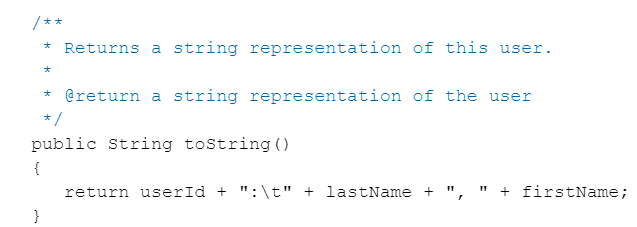 /**
 * Returns a string representation of this user.
 *
 * @return a string representation of the user
 */
public String toString()
{
   return userId + ":\t" + lastName + ", " + firstName;
}